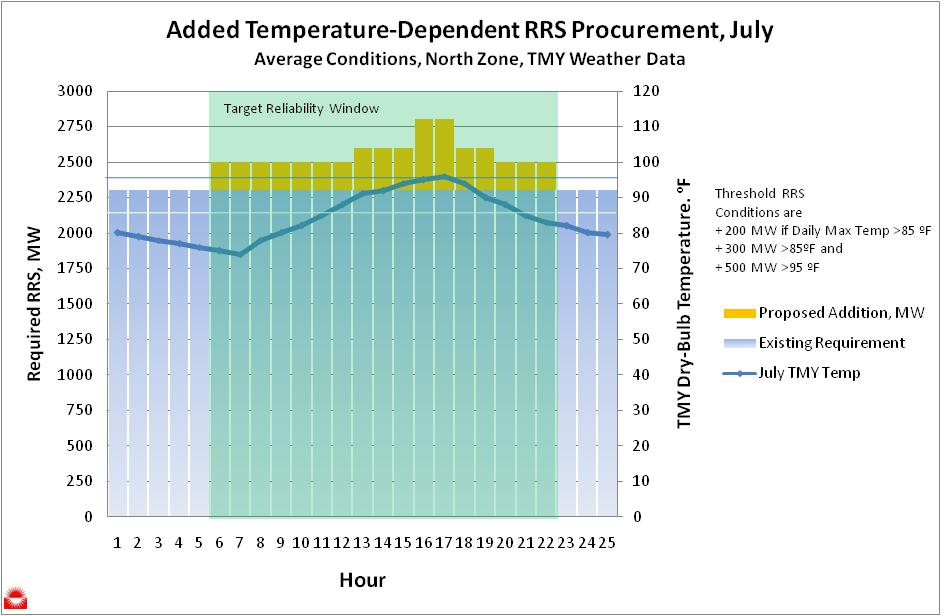 Added Temperature-Dependent RRS Procurement, July
Average Conditions, North Zone, TMY Weather Data
Target Reliability Window
Required RRS, MW
3000
2750
2500
2250
2000
1750
1500
1250
1000
750
500
250
0
120
110
100
90
80
70
60
50
40
30
20
10
0
TMY Dry-Bulb Temperature. ºF
1 2 3 4 5 6 7 8 9 10 11 12 13 14 15 16 17 18 19 20 21 22 23 24 25
Hour
Threshold RRS
Conditions are
+200 MW if Daily Max Temp >85 ºF
+300 MW >85ºF and
+500 MW >95 ºF
Proposed Addition, MW
Existing Requirement
July TMY Temp